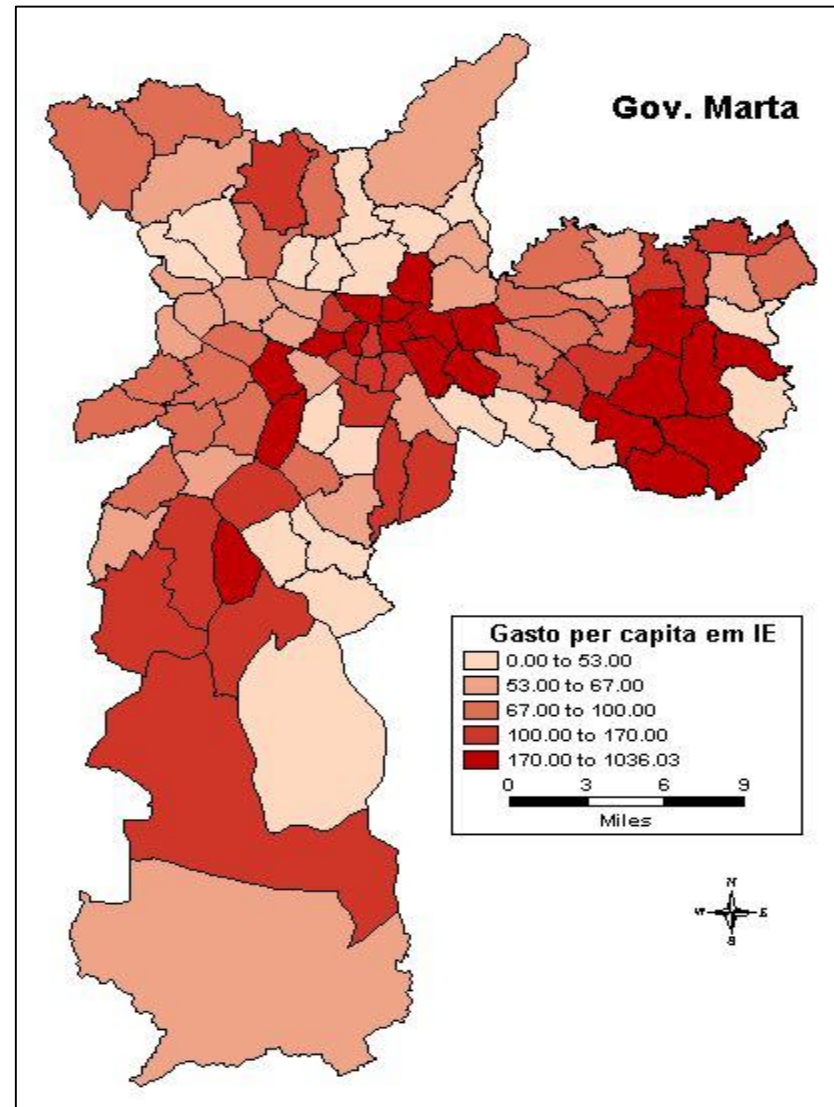 Gov. Marta
Gasto per capita em IE
0.00 to 53.00
53.00 to 67.00
67.00 to 100.00
100.00 to 170.00
170.00 to 1036.03
0 3 6 9
Miles
N
W E
S